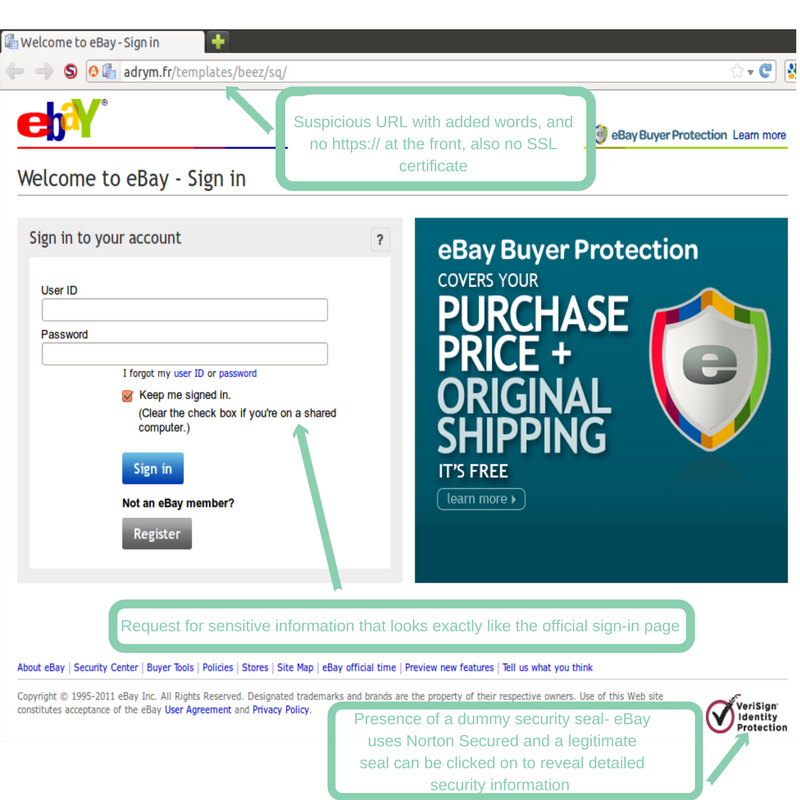 Welcome to eBay - Sign in
adrym.fr/templates/beez/sq/
ebaY®
Suspicious URL with added words, and
no https:// at the front, also no SSL
certificate
eBay Buyer Protection Learn more
Welcome to eBay - Sign in
Sign in to your account
?
User ID
Password
I forgot my user ID or password
Keep me signed in.
(Clear the check box if you're on a shared
computer.)
Sign in
Not an eBay member?
Register
eBay Buyer Protection
COVERS YOUR
PURCHASE
PRICE +
ORIGINAL
SHIPPING
IT'S FREE
learn more
e
Request for sensitive information that looks exactly like the official sign-in page
About eBay | Security Center | Buyer Tools | Policies | Stores | Site Map | eBay official time | Preview new features | Tell us what you think
Copyright © 1995-2011 eBay Inc. All Rights Reserved. Designated trademarks and brands are the property of their respective owners. Use of this Web site
constitutes acceptance of the eBay User Agreement and Privacy Policy.
Presence of a dummy security seal- eBay
uses Norton Secured and a legitimate
seal can be clicked on to reveal detailed
security information
VeriSign
Identity
Protection